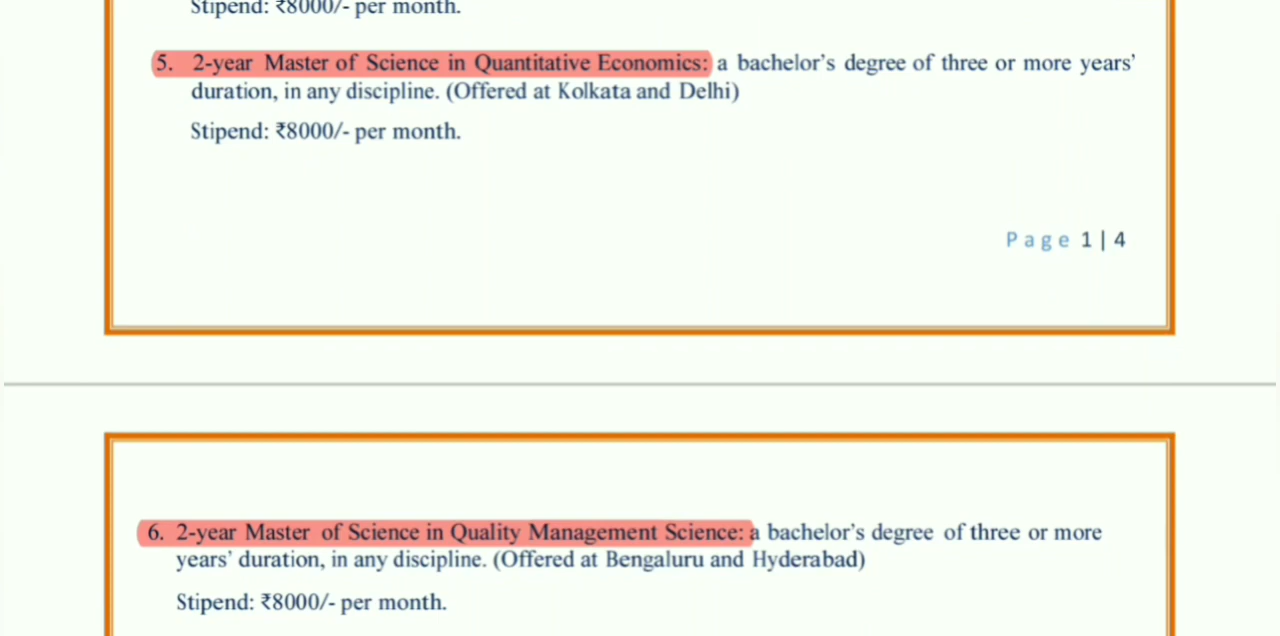 Stipend: ₹8000/- per month.
5. 2-year Master of Science in Quantitative Economics: a bachelor's degree of three or more years'
duration, in any discipline. (Offered at Kolkata and Delhi)
Stipend: ₹8000/- per month.
Page 1 | 4
6. 2-year Master of Science in Quality Management Science: a bachelor's degree of three or more
years' duration, in any discipline. (Offered at Bengaluru and Hyderabad)
Stipend: ₹8000/- per month.